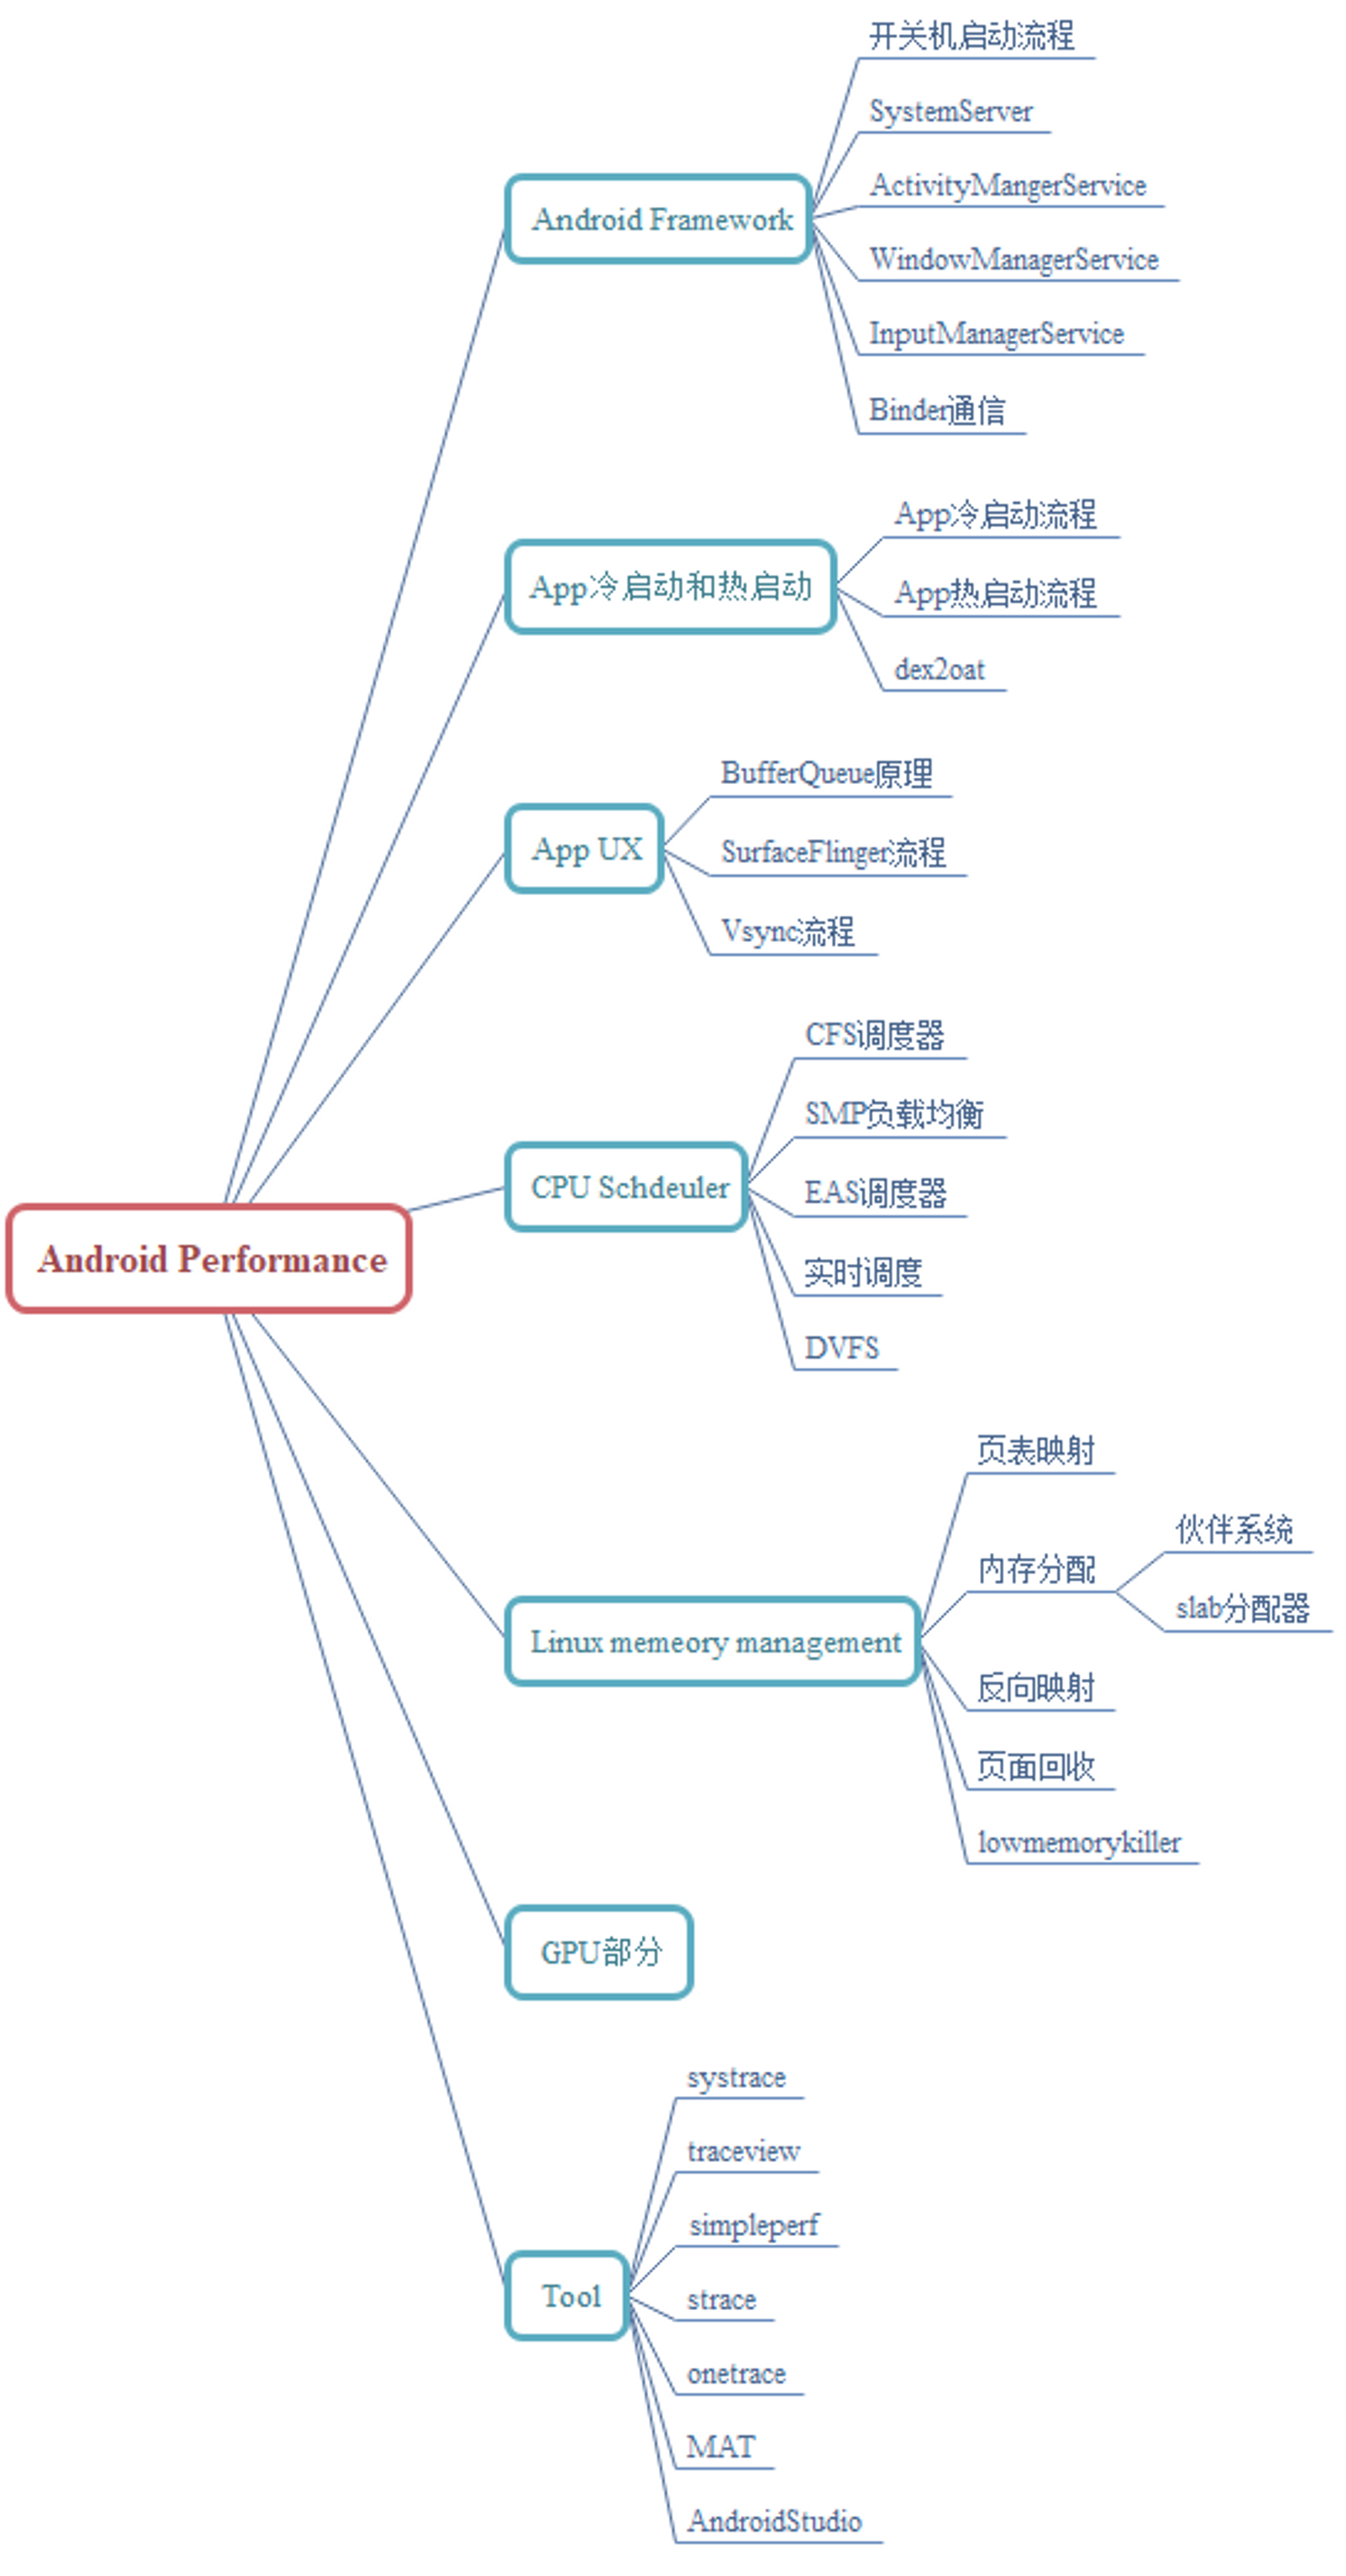 Android Performance
Android Framework
开关机启动流程
SystemServer
ActivityMangerService
WindowManagerService
InputManagerService
Binder通信
App冷启动和热启动
App冷启动流程
App热启动流程
dex2oat
App UX
BufferQueue原理
SurfaceFlinger流程
Vsync流程
CPU Schdeuler
CFS调度器
SMP负载均衡
EAS调度器
实时调度
DVFS
Linux memeory management
页表映射
内存分配
伙伴系统
slab分配器
反向映射
页面回收
lowmemorykiller
GPU部分
Tool
systrace
traceview
simpleperf
strace
onetrace
MAT
AndroidStudio